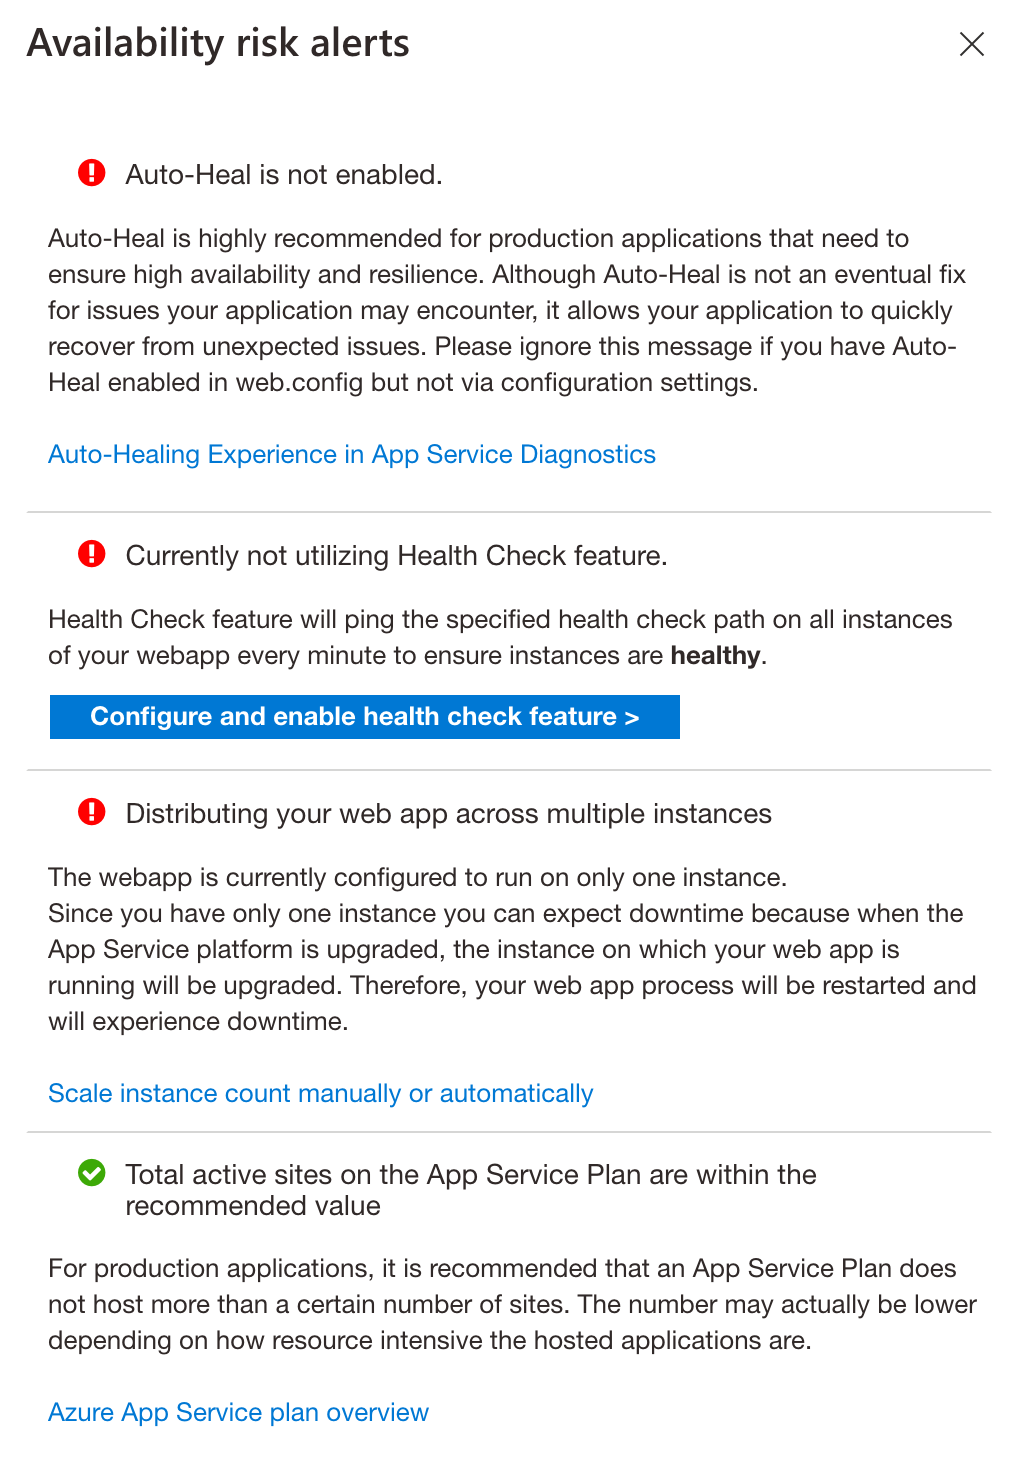 Availability risk alerts
Auto-Heal is not enabled.
Auto-Heal is highly recommended for production applications that need to
ensure high availability and resilience. Although Auto-Heal is not an eventual fix
for issues your application may encounter, it allows your application to quickly
recover from unexpected issues. Please ignore this message if you have Auto-
Heal enabled in web.config but not via configuration settings.
Auto-Healing Experience in App Service Diagnostics
Currently not utilizing Health Check feature.
Health Check feature will ping the specified health check path on all instances
of your webapp every minute to ensure instances are healthy.
Configure and enable health check feature >
Distributing your web app across multiple instances
The webapp is currently configured to run on only one instance.
Since you have only one instance you can expect downtime because when the
App Service platform is upgraded, the instance on which your web app is
running will be upgraded. Therefore, your web app process will be restarted and
will experience downtime.
Scale instance count manually or automatically
Total active sites on the App Service Plan are within the
recommended value
For production applications, it is recommended that an App Service Plan does
not host more than a certain number of sites. The number may actually be lower
depending on how resource intensive the hosted applications are.
Azure App Service plan overview